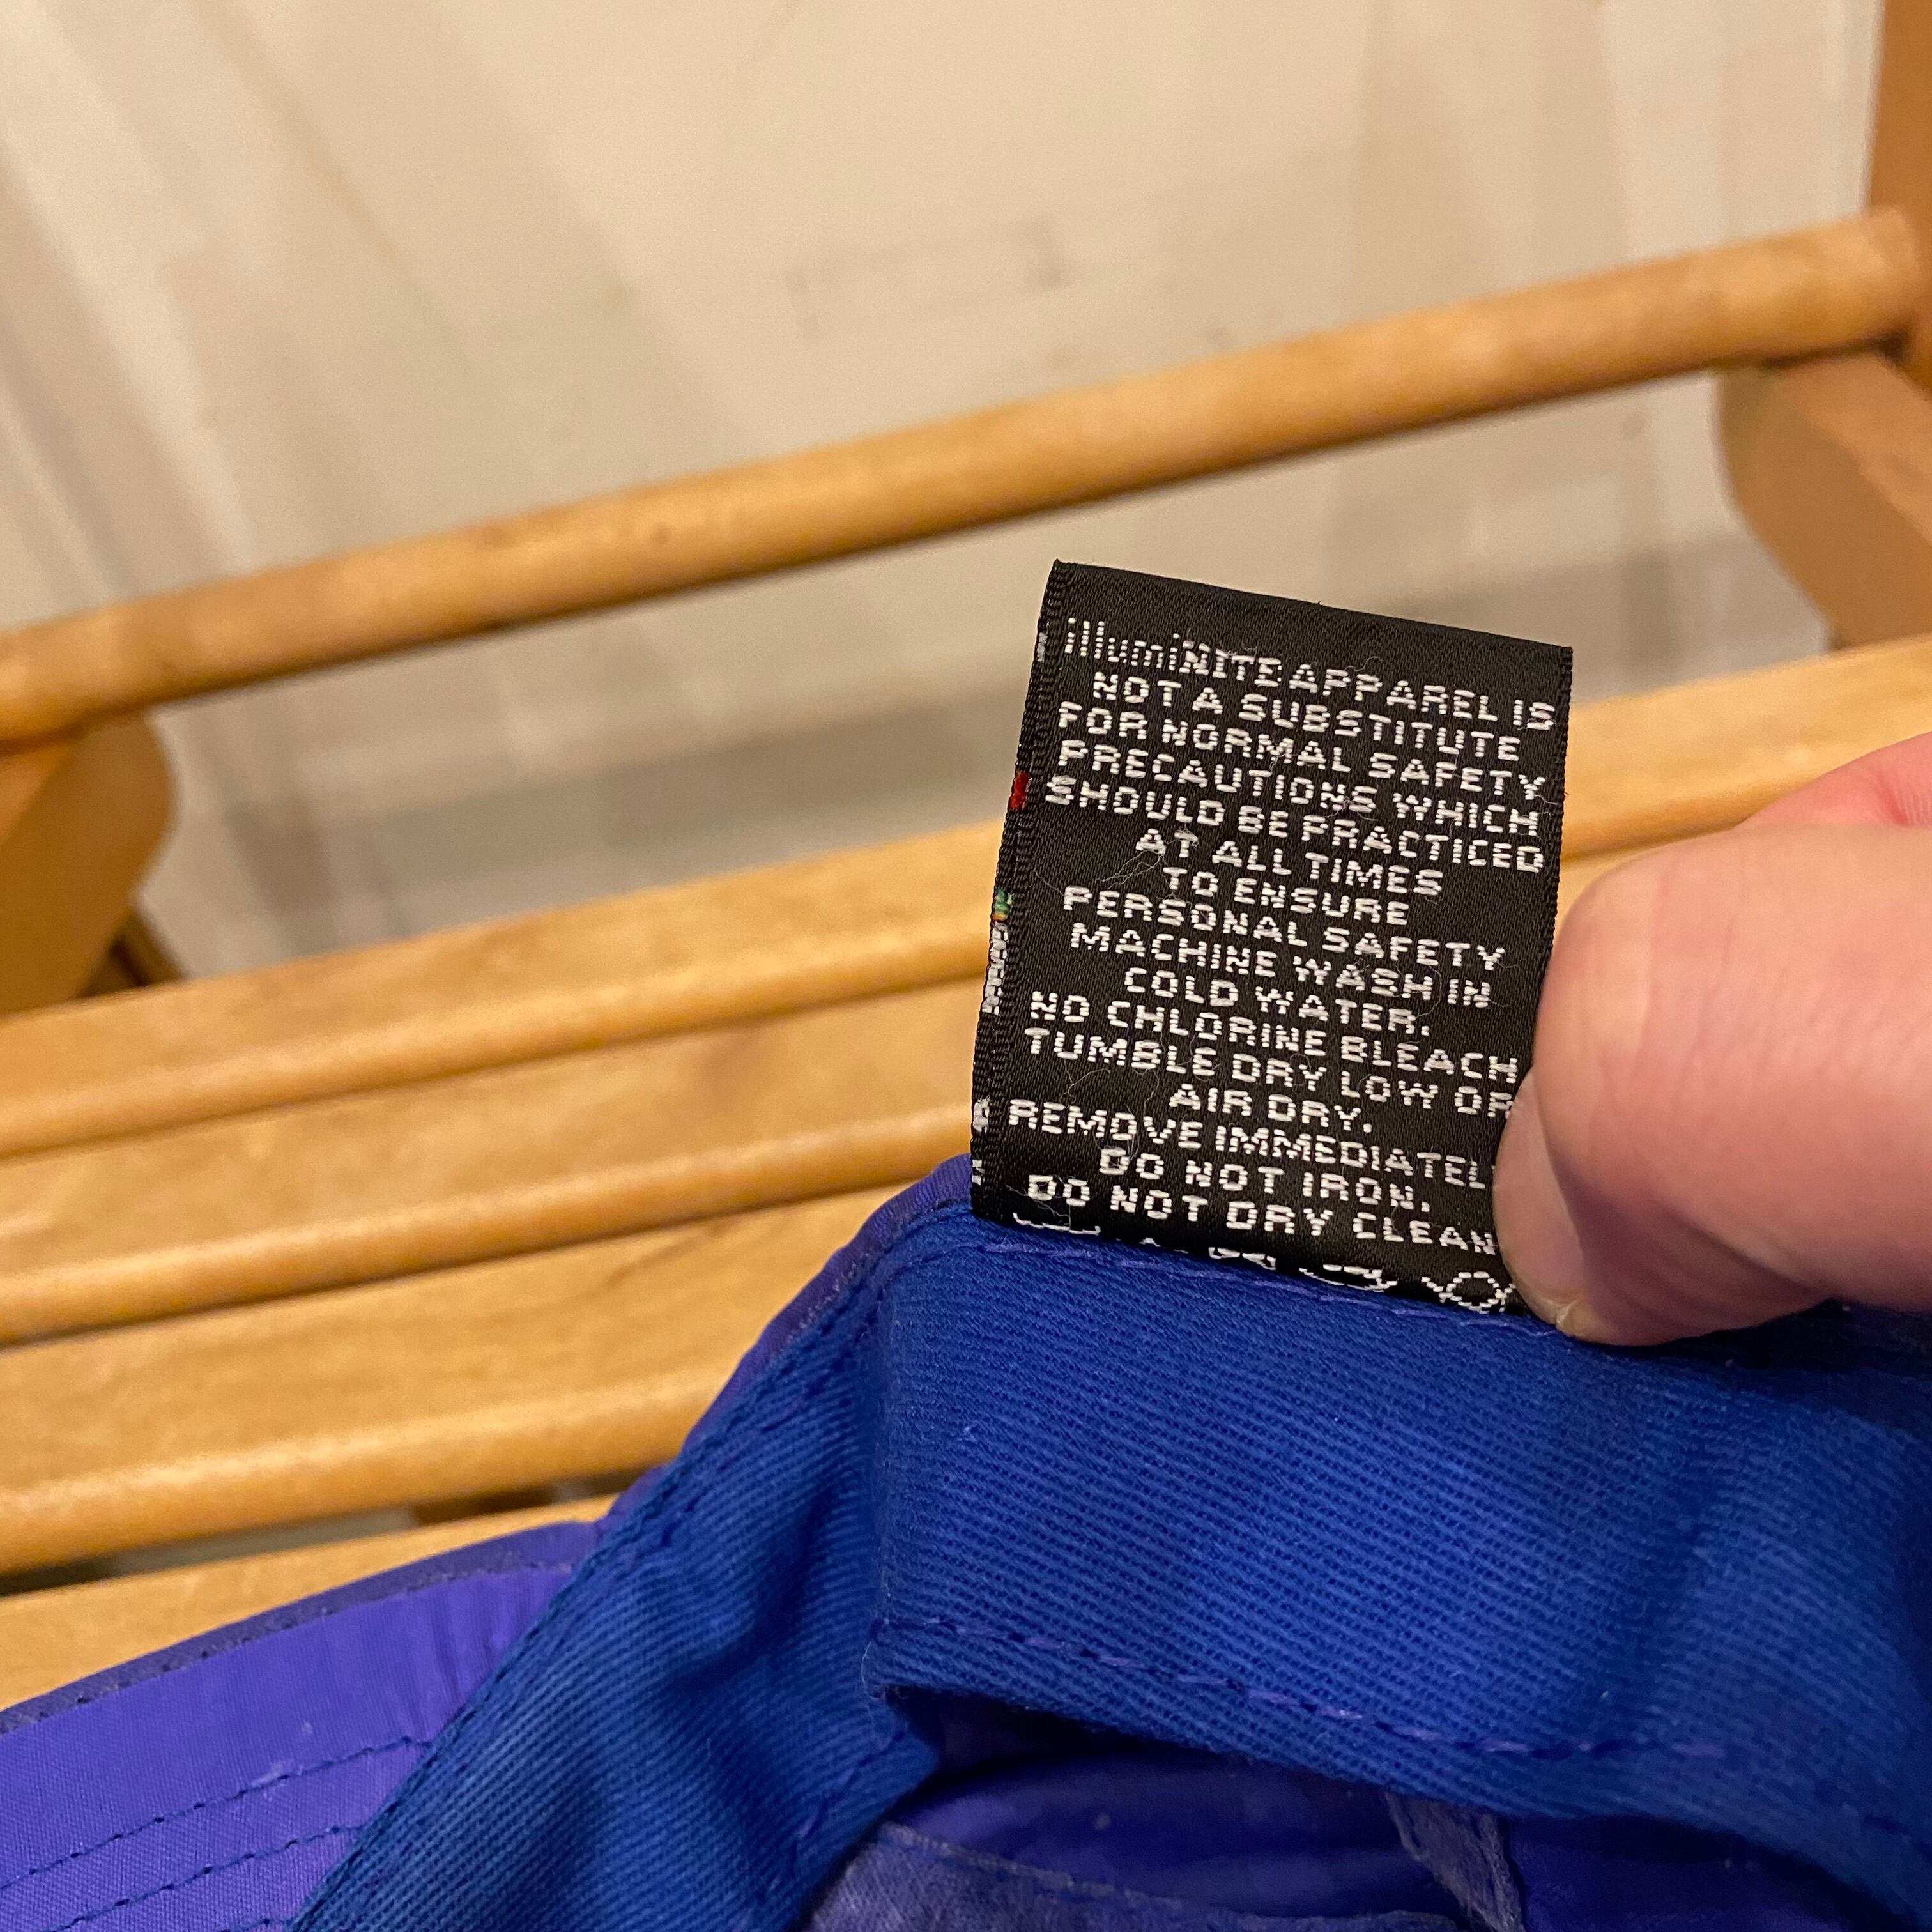 illumiNITE APPAREL IS
NOT A SUBSTITUTE
FOR NORMAL SAFETY
PRECAUTIONS WHICH
SHOULD BE PRACTICED
AT ALL TIMES
TO ENSURE
PERSONAL SAFETY
MACHINE WASH IN
COLD WATER.
NO CHLORINE BLEACH
TUMBLE DRY LOW OR
AIR DRY.
REMOVE IMMEDIATEL
DO NOT IRON.
DO NOT DRY CLEAN